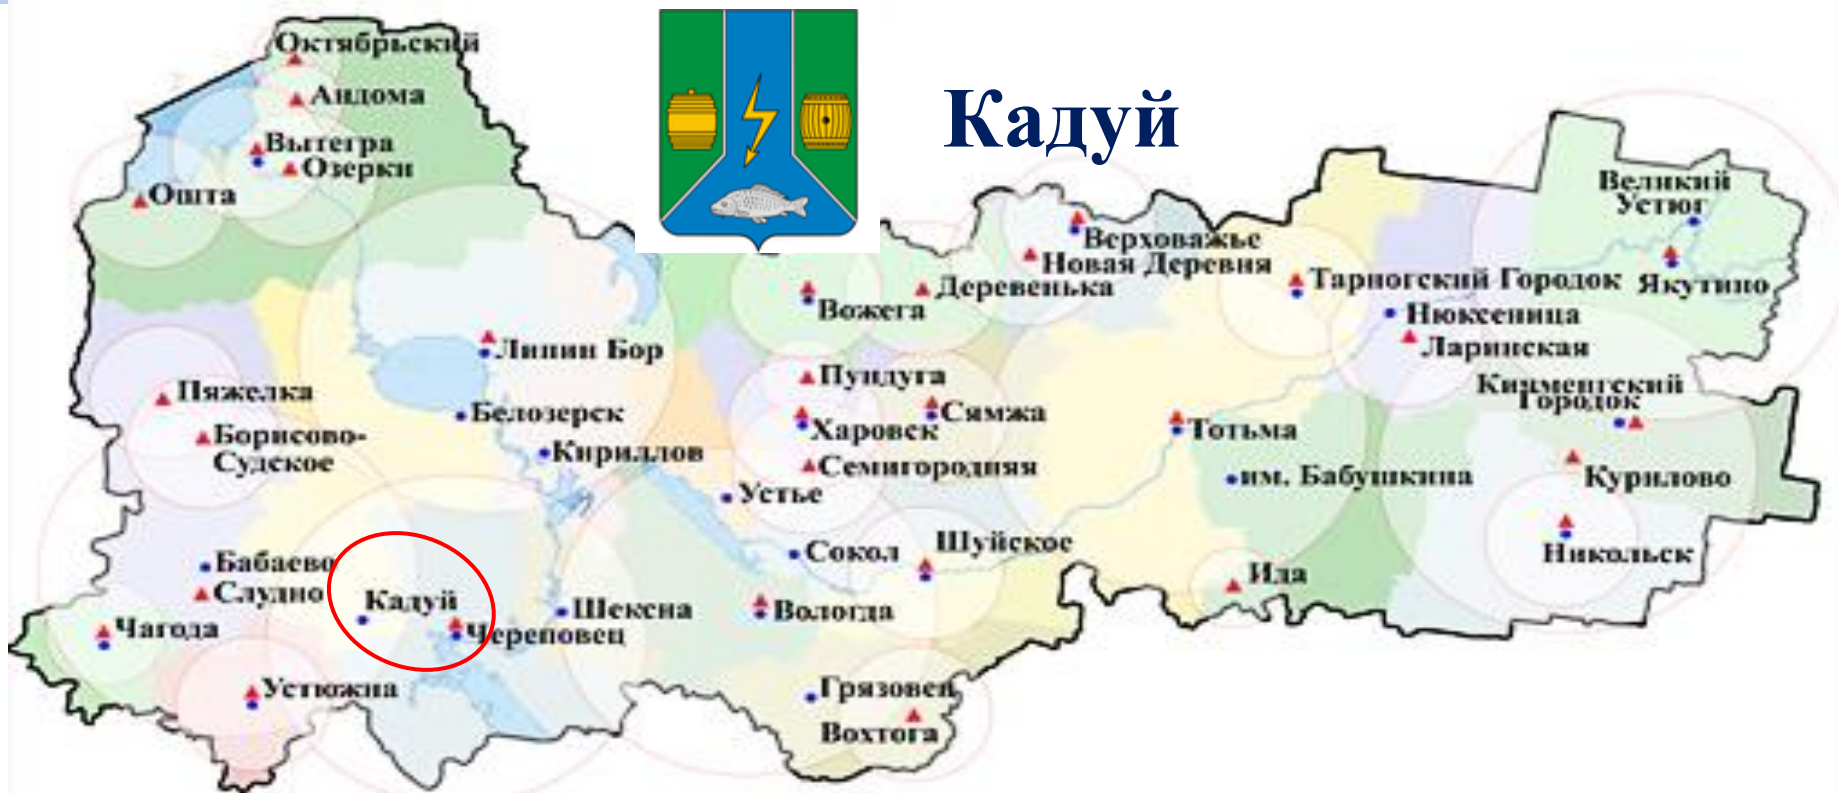 Октябрьский
Андома
Кадуй
Вытегра
Озерки
Ошта
Великий
Устюг
Верховажье
Новая Деревня
Деревенька
Тарногский Городок
Якутино
Вожега
Нюксеница
Ларинская
Липин Бор
Пундуга
Кичменгский
Городок
Пяжелка
Белозерск
Харовск
Сямжа
Тотьма
Борисово-
Судское
Кириллов
Семигородняя
Устье
им. Бабушкина
Курилово
Бабаево
Сокол
Шуйское
Никольск
Слудно
Кадуй
Ида
Чагода
Череповец
Шексна
Вологда
Устюжна
Грязовец
Вохтога